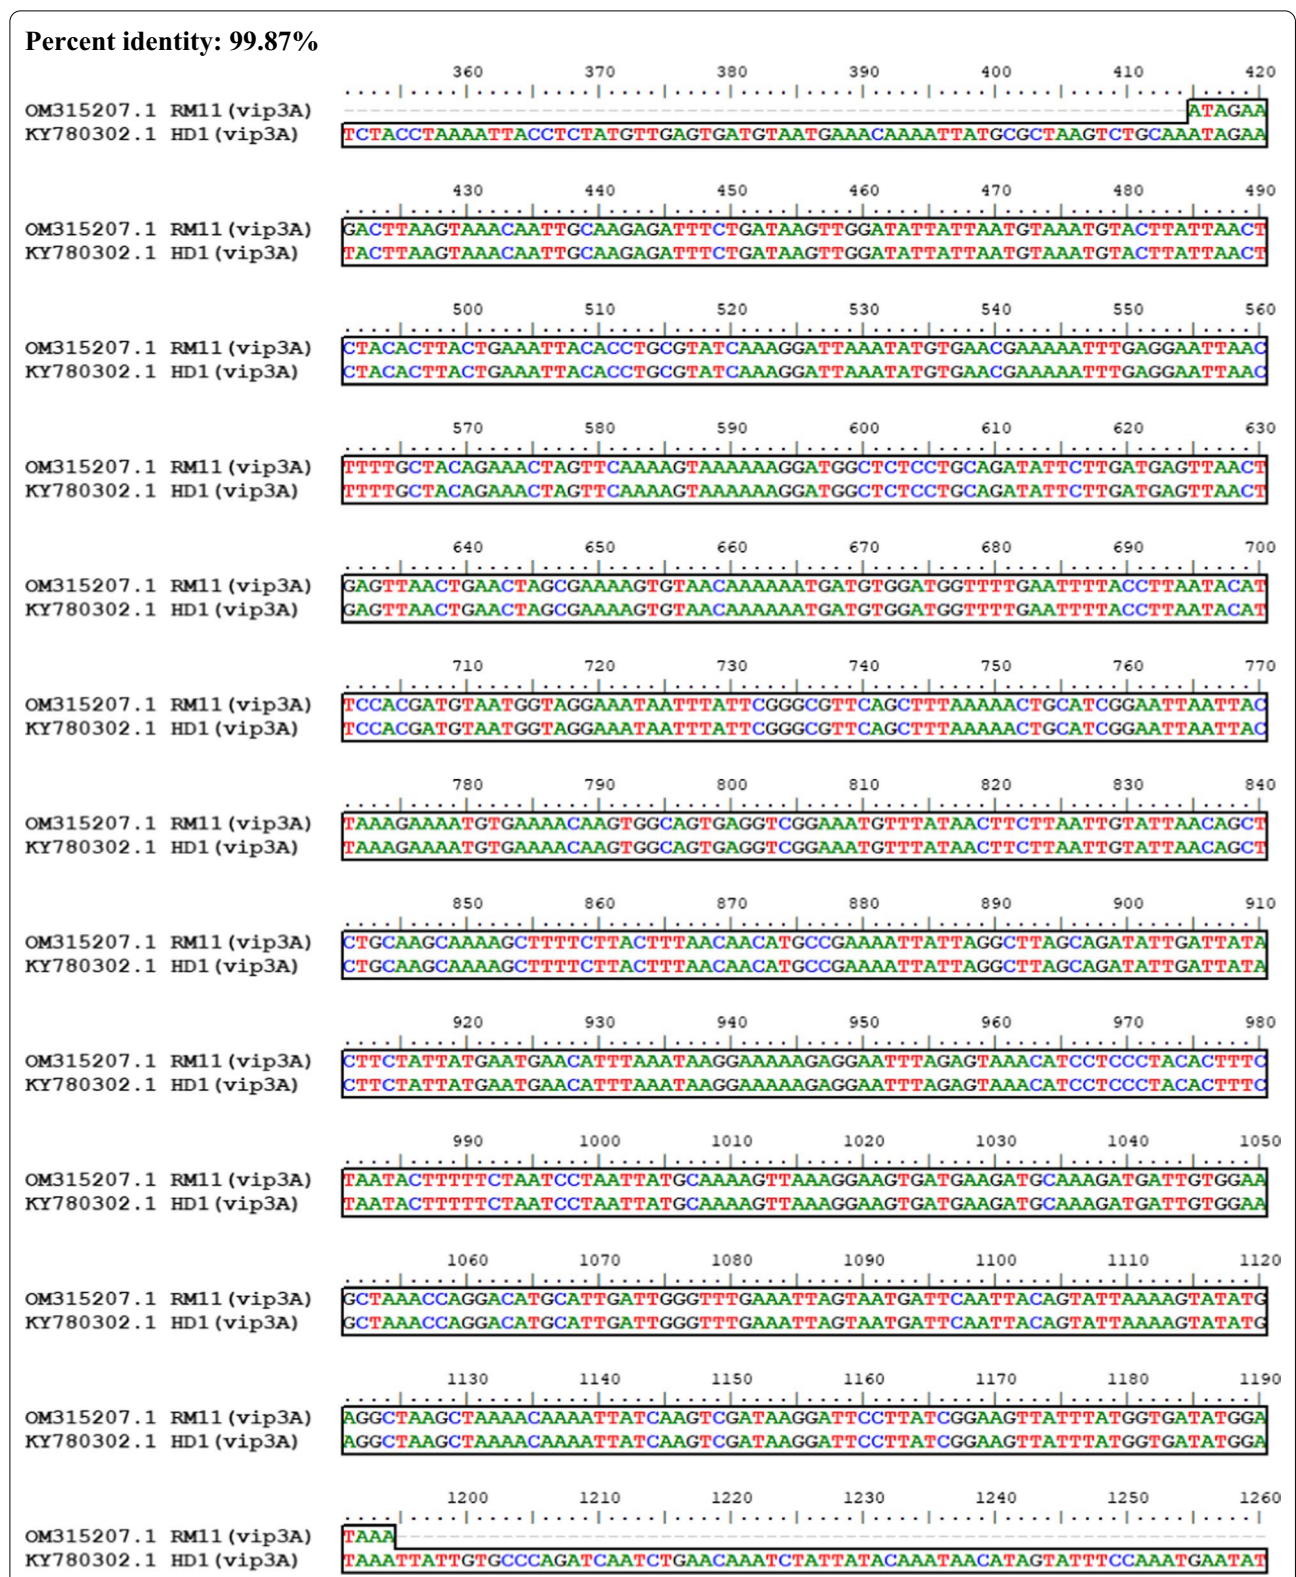 Percent identity: 99.87%
360 370 380 390 400 410 420
OM315207.1 RM11(vip3A) ----------------------------------------------------------------ATAGAA
KY780302.1 HD1(vip3A) TCTACCTAAAATTACCTCTATGTTGAGTGATGTAATGAAACAAAATTATGCGCTAAGTCTGCAAATAGAA
430 440 450 460 470 480 490
OM315207.1 RM11(vip3A) GACTTAAGTAAACAATTGCAAGAGATTTCTGATAAGTTGGATATTATTAATGTAAATGTACTTATTAACT
KY780302.1 HD1(vip3A) TACTTAAGTAAACAATTGCAAGAGATTTCTGATAAGTTGGATATTATTAATGTAAATGTACTTATTAACT
500 510 520 530 540 550 560
OM315207.1 RM11(vip3A) CTACACTTACTGAAATTACACCTGCGTATCAAAGGATTAAATATGTGAACGAAAAATTTGAGGAATTAAC
KY780302.1 HD1(vip3A) CTACACTTACTGAAATTACACCTGCGTATCAAAGGATTAAATATGTGAACGAAAAATTTGAGGAATTAAC
570 580 590 600 610 620 630
OM315207.1 RM11(vip3A) TTTTGCTACAGAAACTAGTTCAAAAGTAAAAAAGGATGGCTCTCCTGCAGATATTCTTGATGAGTTAACT
KY780302.1 HD1(vip3A) TTTTGCTACAGAAACTAGTTCAAAAGTAAAAAAGGATGGCTCTCCTGCAGATATTCTTGATGAGTTAACT
640 650 660 670 680 690 700
OM315207.1 RM11(vip3A) GAGTTAACTGAACTAGCGAAAAGTGTAACAAAAAATGATGTGGATGGTTTTGAATTTTACCTTAATACAT
KY780302.1 HD1(vip3A) GAGTTAACTGAACTAGCGAAAAGTGTAACAAAAAATGATGTGGATGGTTTTGAATTTTACCTTAATACAT
710 720 730 740 750 760 770
OM315207.1 RM11(vip3A) TCCACGATGTAATGGTAGGAAATAATTTATTCGGGCGTTCAGCTTTAAAAACTGCATCGGAATTAATTAC
KY780302.1 HD1(vip3A) TCCACGATGTAATGGTAGGAAATAATTTATTCGGGCGTTCAGCTTTAAAAACTGCATCGGAATTAATTAC
780 790 800 810 820 830 840
OM315207.1 RM11(vip3A) TAAAGAAAATGTGAAAACAAGTGGCAGTGAGGTCGGAAATGTTTATAACTTCTTAATTGTATTAACAGCT
KY780302.1 HD1(vip3A) TAAAGAAAATGTGAAAACAAGTGGCAGTGAGGTCGGAAATGTTTATAACTTCTTAATTGTATTAACAGCT
850 860 870 880 890 900 910
OM315207.1 RM11(vip3A) CTGCAAGCAAAAGCTTTTCTTACTTTAACAACATGCCGAAAATTATTAGGCTTAGCAGATATTGATTATA
KY780302.1 HD1(vip3A) CTGCAAGCAAAAGCTTTTCTTACTTTAACAACATGCCGAAAATTATTAGGCTTAGCAGATATTGATTATA
920 930 940 950 960 970 980
OM315207.1 RM11(vip3A) CTTCTATTATGAATGAACATTTAAATAAGGAAAAAGAGGAATTTAGAGTAAACATCCTCCCTACACTTTC
KY780302.1 HD1(vip3A) CTTCTATTATGAATGAACATTTAAATAAGGAAAAAGAGGAATTTAGAGTAAACATCCTCCCTACACTTTC
990 1000 1010 1020 1030 1040 1050
OM315207.1 RM11(vip3A) TAATACTTTTTCTAATCCTAATTATGCAAAAGTTAAAGGAAGTGATGAAGATGCAAAGATGATTGTGGAA
KY780302.1 HD1(vip3A) TAATACTTTTTCTAATCCTAATTATGCAAAAGTTAAAGGAAGTGATGAAGATGCAAAGATGATTGTGGAA
1060 1070 1080 1090 1100 1110 1120
OM315207.1 RM11(vip3A) GCTAAACCAGGACATGCATTGATTGGGTTTGAAATTAGTAATGATTCAATTACAGTATTAAAAGTATATG
KY780302.1 HD1(vip3A) GCTAAACCAGGACATGCATTGATTGGGTTTGAAATTAGTAATGATTCAATTACAGTATTAAAAGTATATG
1130 1140 1150 1160 1170 1180 1190
OM315207.1 RM11(vip3A) AGGCTAAGCTAAAACAAAATTATCAAGTCGATAAGGATTCCTTATCGGAAGTTATTTATGGTGATATGGA
KY780302.1 HD1(vip3A) AGGCTAAGCTAAAACAAAATTATCAAGTCGATAAGGATTCCTTATCGGAAGTTATTTATGGTGATATGGA
1200 1210 1220 1230 1240 1250 1260
OM315207.1 RM11(vip3A) TAAA------------------------------------------------------------------
KY780302.1 HD1(vip3A) TAAATTATTGTGCCCAGATCAATCTGAACAAATCTATTATACAAATAACATAGTATTTCCAAATGAATAT